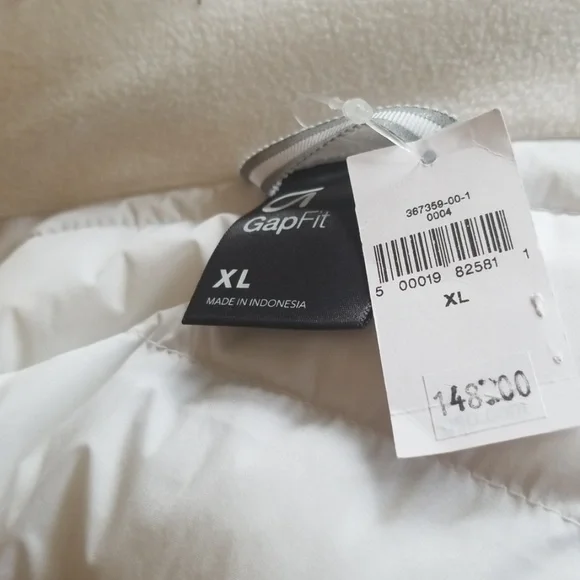 GapFit
XL
MADE IN INDONESIA
367359-00-1
0004
5 00019 82581 1
XL